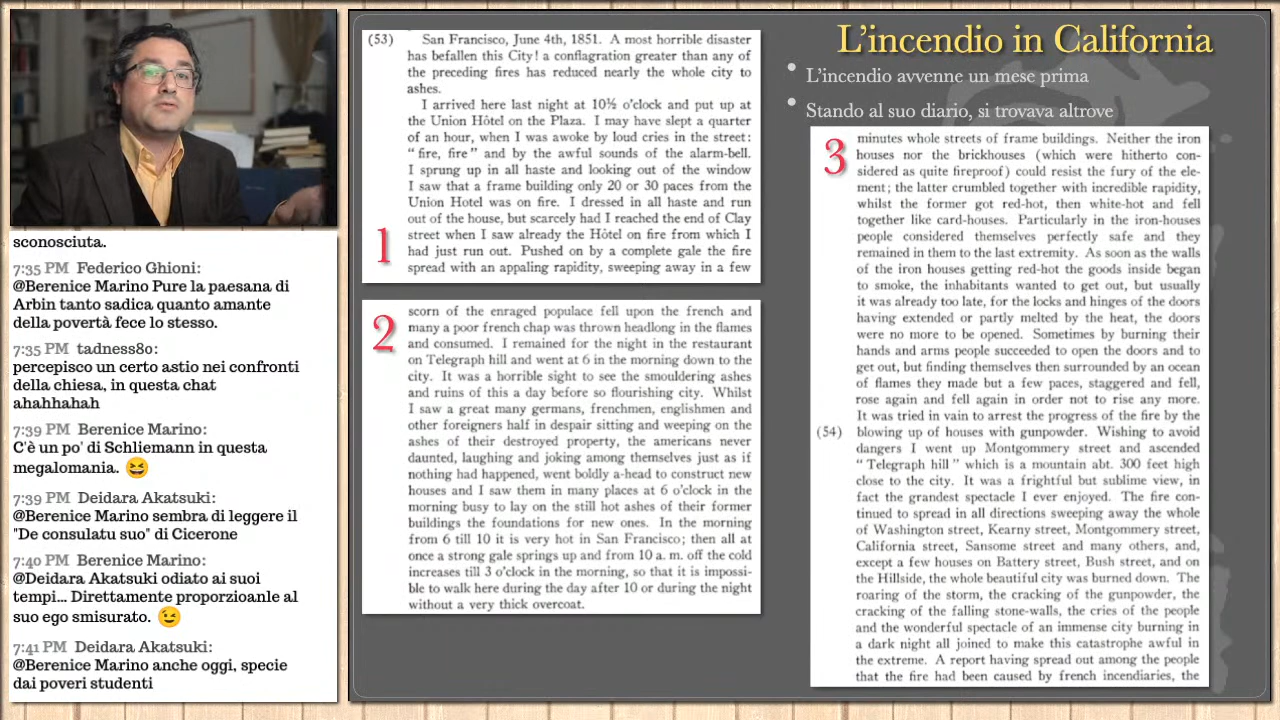 sconosciuta.
7:35 PM Federico Ghioni:
@Berenice Marino Pure la paesana di
Arbin tanto sadica quanto amante
della povertà fece lo stesso.
7:35 PM tadness80:
percepisco un certo astio nei confronti
della chiesa, in questa chat
ahahhahah
7:39 PM Berenice Marino:
C'è un po' di Schliemann in questa
megalomania. 😆
7:39 PM Deidara Akatsuki:
@Berenice Marino sembra di leggere il
"De consulatu suo" di Cicerone
7:40 PM Berenice Marino:
@Deidara Akatsuki odiato ai suoi
tempi... Direttamente proporzioanle al
suo ego smisurato. 😉
7:41 PM Deidara Akatsuki:
@Berenice Marino anche oggi, specie
dai poveri studenti
L'incendio in California
• L'incendio avvenne un mese prima
• Stando al suo diario, si trovava altrove
1
(53) San Francisco, June 4th, 1851. A most horrible disaster
has befallen this City! a conflagration greater than any of
the preceding fires has reduced nearly the whole city to
ashes.
I arrived here last night at 10½ o'clock and put up at
the Union Hôtel on the Plaza. I may have slept a quarter
of an hour, when I was awoke by loud cries in the street:
"fire, fire" and by the awful sounds of the alarm-bell.
I sprung up in all haste and looking out of the window
I saw that a frame building only 20 or 30 paces from the
Union Hotel was on fire. I dressed in all haste and run
out of the house, but scarcely had I reached the end of Clay
street when I saw already the Hôtel on fire from which I
had just run out. Pushed on by a complete gale the fire
spread with an appaling rapidity, sweeping away in a few
2
scorn of the enraged populace fell upon the french and
many a poor french chap was thrown headlong in the flames
and consumed. I remained for the night in the restaurant
on Telegraph hill and went at 6 in the morning down to the
city. It was a horrible sight to see the smouldering ashes
and ruins of this a day before so flourishing city. Whilst
I saw a great many germans, frenchmen, englishmen and
other foreigners half in despair sitting and weeping on the
ashes of their destroyed property, the americans never
daunted, laughing and joking among themselves just as if
nothing had happened, went boldly a-head to construct new
houses and I saw them in many places at 6 o'clock in the
morning busy to lay on the still hot ashes of their former
buildings the foundations for new ones. In the morning
from 6 till 10 it is very hot in San Francisco; then all at
once a strong gale springs up and from 10 a. m. off the cold
increases till 3 o'clock in the morning, so that it is impossi-
ble to walk here during the day after 10 or during the night
without a very thick overcoat.
3
minutes whole streets of frame buildings. Neither the iron
houses nor the brickhouses (which were hitherto con-
sidered as quite fireproof) could resist the fury of the ele-
ment; the latter crumbled together with incredible rapidity,
whilst the former got red-hot, then white-hot and fell
together like card-houses. Particularly in the iron-houses
people considered themselves perfectly safe and they
remained in them to the last extremity. As soon as the walls
of the iron houses getting red-hot the goods inside began
to smoke, the inhabitants wanted to get out, but usually
it was already too late, for the locks and hinges of the doors
having extended or partly melted by the heat, the doors
were no more to be opened. Sometimes by burning their
hands and arms people succeeded to open the doors and to
get out, but finding themselves then surrounded by an ocean
of flames they made but a few paces, staggered and fell,
rose again and fell again in order not to rise any more.
It was tried in vain to arrest the progress of the fire by the
(54) blowing up of houses with gunpowder. Wishing to avoid
dangers I went up Montgommery street and ascended
"Telegraph hill" which is a mountain abt. 300 feet high
close to the city. It was a frightful but sublime view, in
fact the grandest spectacle I ever enjoyed. The fire con-
tinued to spread in all directions sweeping away the whole
of Washington street, Kearny street, Montgommery street,
California street, Sansome street and many others, and,
except a few houses on Battery street, Bush street, and on
the Hillside, the whole beautiful city was burned down. The
roaring of the storm, the cracking of the gunpowder, the
cracking of the falling stone-walls, the cries of the people
and the wonderful spectacle of an immense city burning in
a dark night all joined to make this catastrophe awful in
the extreme. A report having spread out among the people
that the fire had been caused by french incendiaries, the